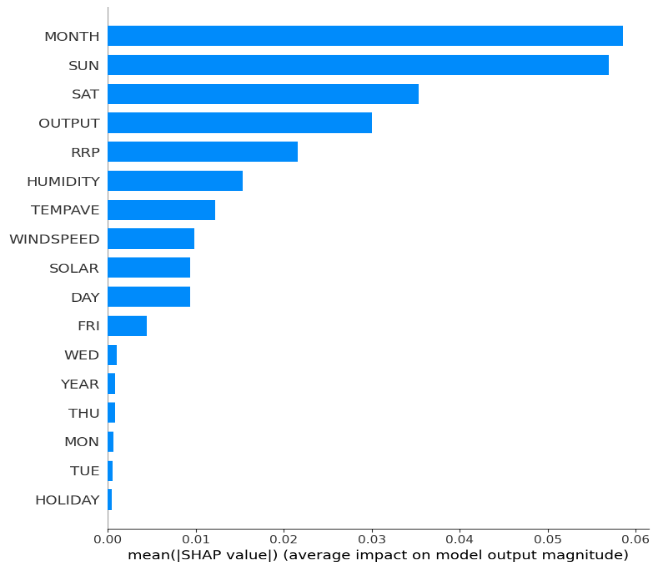 MONTH
SUN
SAT
OUTPUT
RRP
HUMIDITY
TEMPAVE
WINDSPEED
SOLAR
DAY
FRI
WED
YEAR
THU
MON
TUE
HOLIDAY
0.00 0.01 0.02 0.03 0.04 0.05 0.06
mean(|SHAP value|) (average impact on model output magnitude)